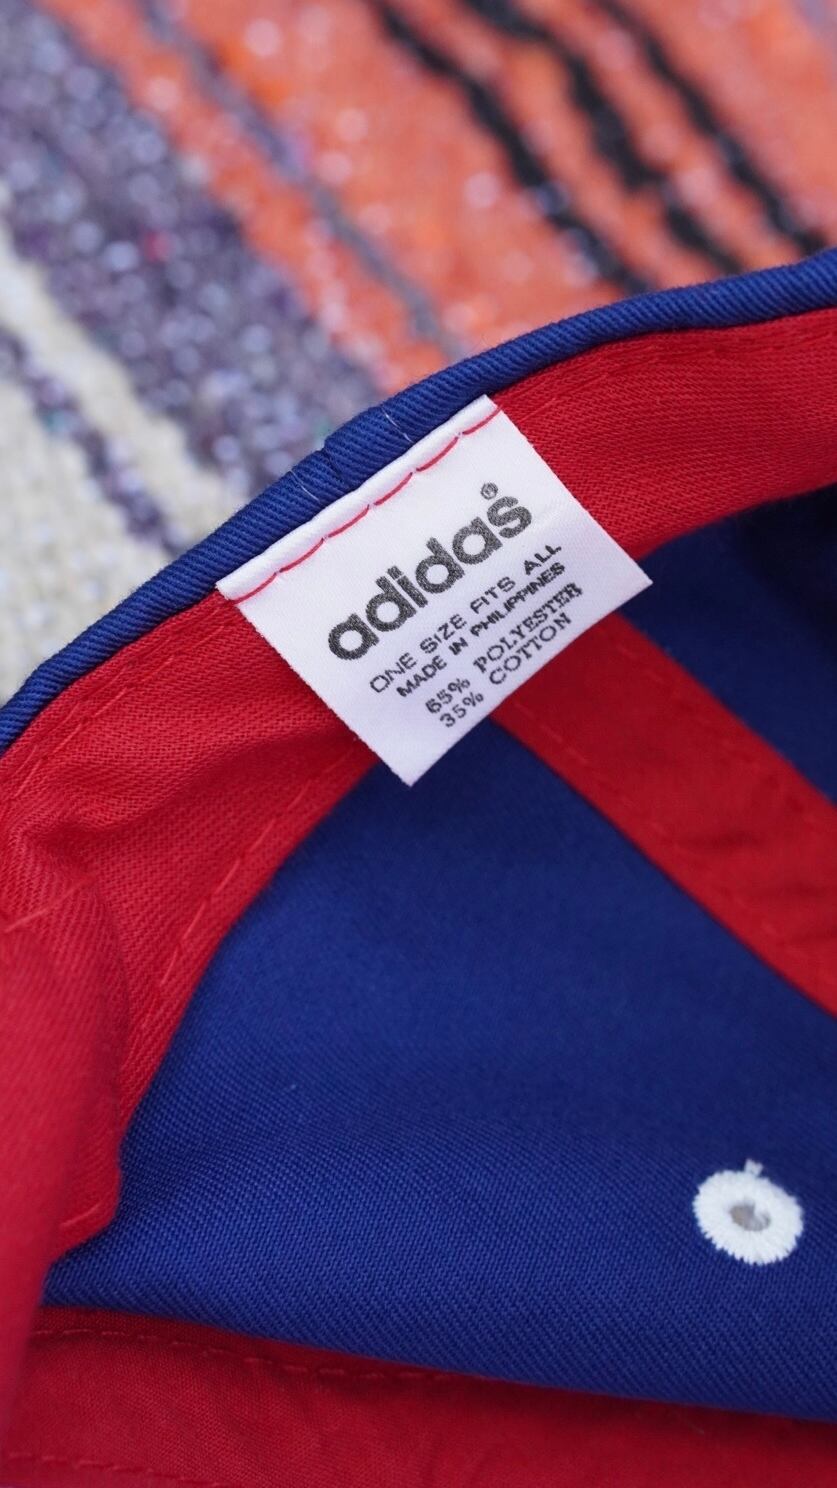 adidas®
ONE SIZE FITS ALL
MADE IN PHILIPPINES
65% POLYESTER
35% COTTON